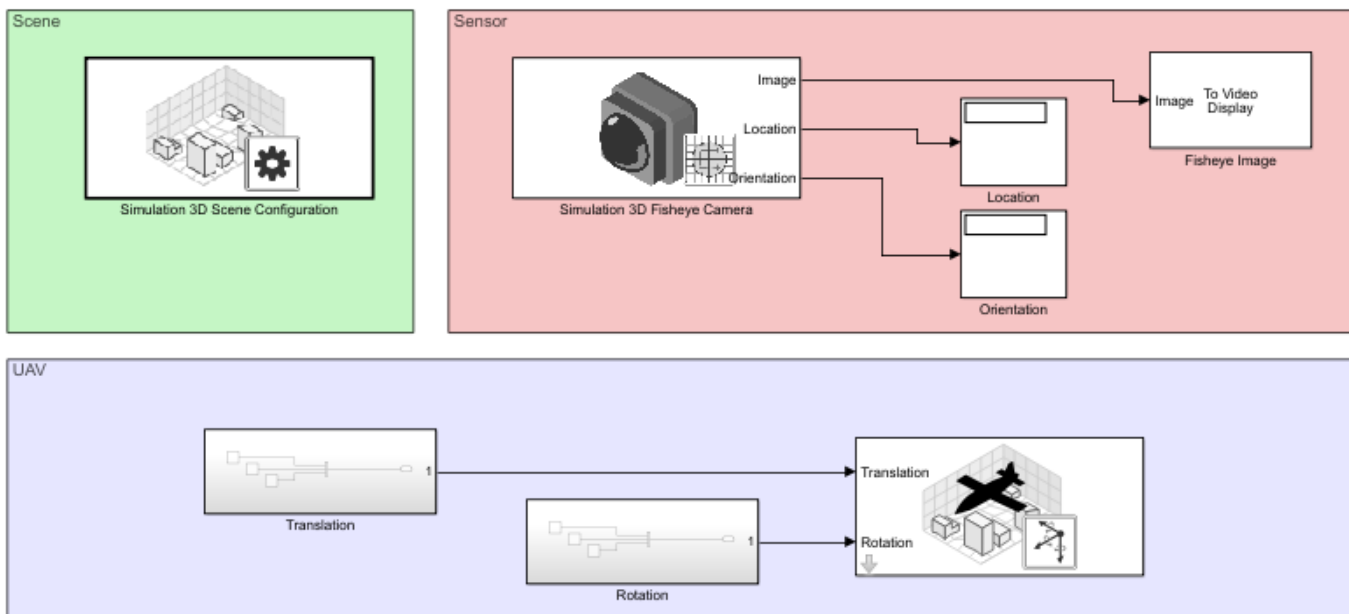 Scene
Simulation 3D Scene Configuration
Sensor
Image
Location
Orientation
Simulation 3D Fisheye Camera
Location
Orientation
Image
To Video
Display
Fisheye Image
UAV
1
Translation
1
Rotation
Translation
Rotation